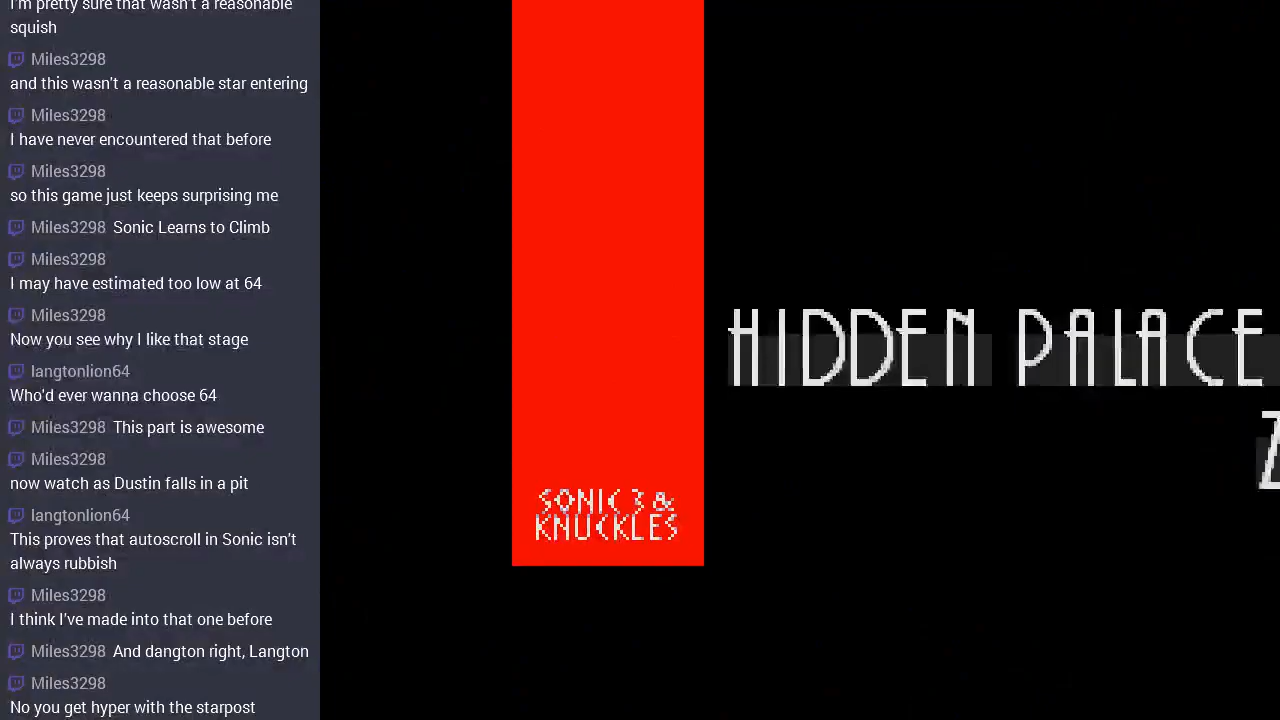 I'm pretty sure that wasn't a reasonable
squish
Miles3298
and this wasn't a reasonable star entering
Miles3298
I have never encountered that before
Miles3298
so this game just keeps surprising me
Miles3298 Sonic Learns to Climb
Miles3298
I may have estimated too low at 64
Miles3298
Now you see why I like that stage
langtonlion64
Who'd ever wanna choose 64
Miles3298 This part is awesome
Miles3298
now watch as Dustin falls in a pit
langtonlion64
This proves that autoscroll in Sonic isn't
always rubbish
Miles3298
I think I've made into that one before
Miles3298 And dangton right, Langton
Miles3298
No you get hyper with the starpost
HIDDEN PALACE
Z
SONIC 3 &
KNUCKLES